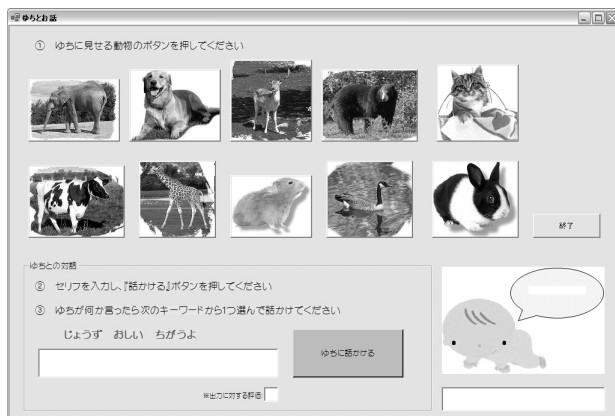 ゆちとお話
① ゆちに見せる動物のボタンを押してください
終了
ゆちとの対話
② セリフを入力し、『話かける』ボタンを押してください
③ ゆちが何か言ったら次のキーワードから1つ選んで話かけてください
じょうず おしい ちがうよ
ゆちに話かける
※出力に対する評価: